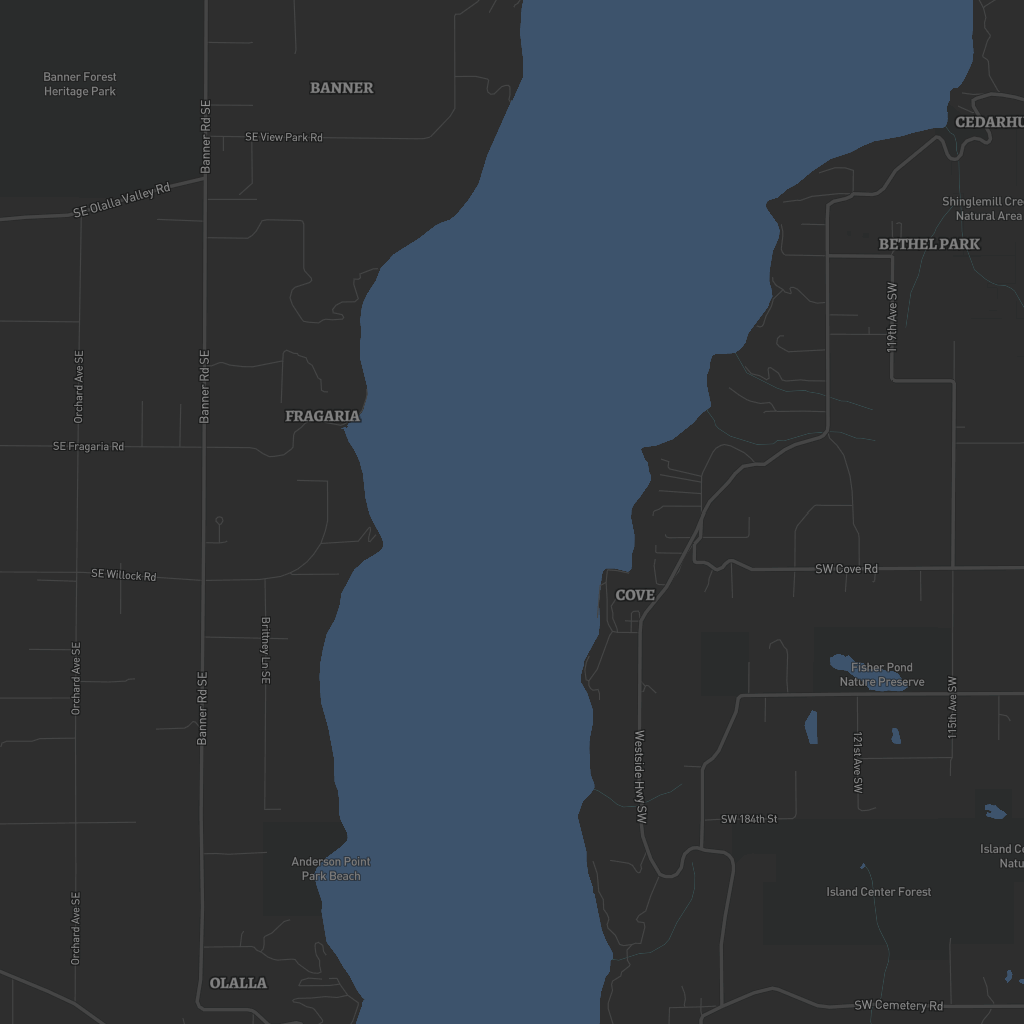 Banner Forest
Heritage Park
BANNER
CEDARHU
Banner Rd SE
SE View Park Rd
SE Olalla Valley Rd
Shinglemill Cree
Natural Area
BETHEL PARK
119th Ave SW
Orchard Ave SE
Banner Rd SE
FRAGARIA
SE Fragaria Rd
SE Willock Rd
SW Cove Rd
COVE
Brittney Ln SE
Orchard Ave SE
Banner Rd SE
Fisher Pond
Nature Preserve
115th Ave SW
121st Ave SW
Westside Hwy SW
SW 184th St
Anderson Point
Park Beach
Island Ce
Natu
Island Center Forest
Orchard Ave SE
OLALLA
SW Cemetery Rd